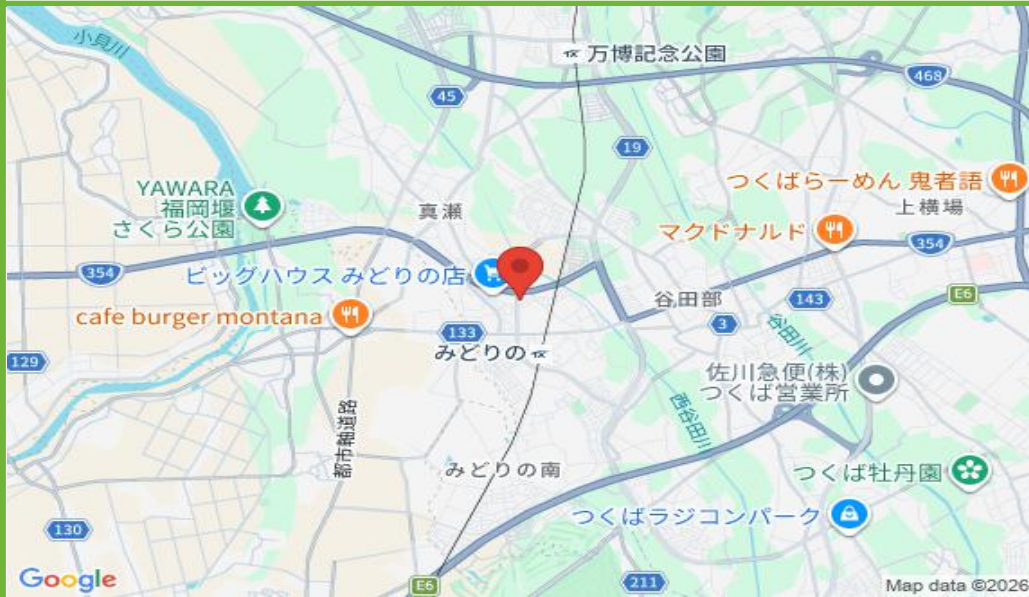 小貝川
万博記念公園
468
45
19
つくばらーめん 鬼者語
YAWARA
福岡堰
さくら公園
真瀬
上横場
マクドナルド
354
354
ビッグハウス みどりの店
谷田部
143
E6
cafe burger montana
133
3
谷田川
みどりの
129
佐川急便(株)
つくば営業所
西谷田川
都市軸道路
みどりの南
つくば牡丹園
つくばラジコンパーク
130
Google
E6
211
Map data ©2026